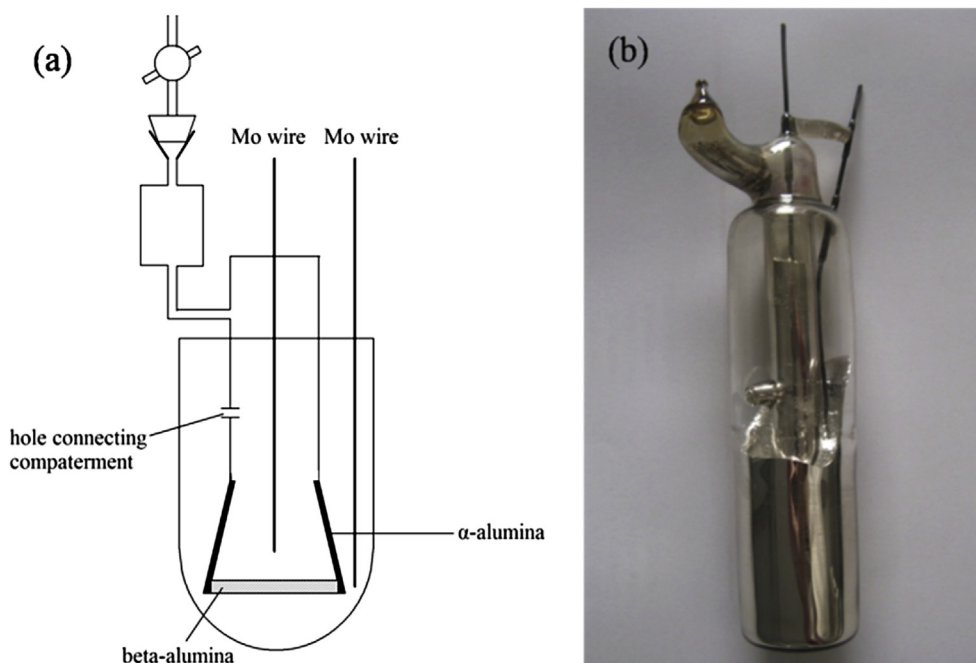 (a)
Mo wire Mo wire
hole connecting
compaterment
α-alumina
beta-alumina
(b)